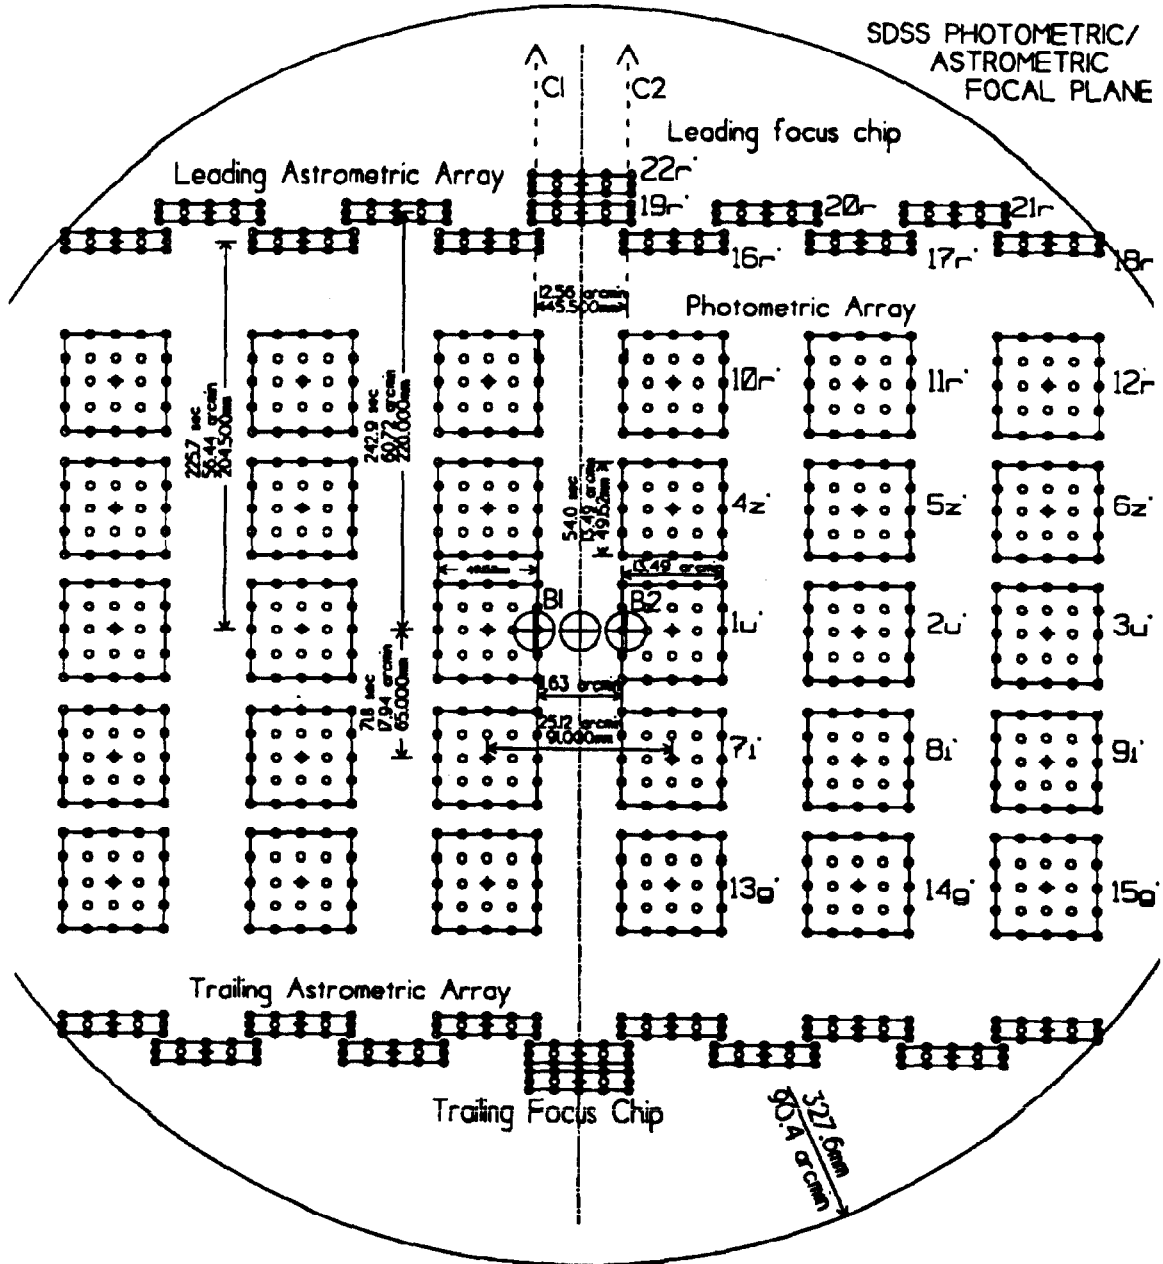 SDSS PHOTOMETRIC/
ASTROMETRIC
FOCAL PLANE
C1
C2
Leading focus chip
22r'
Leading Astrometric Array
19r'
20r'
21r'
16r'
17r'
18r
12.56 arcmin
445.500mm
Photometric Array
10r'
11r'
12r
225.7 sec
56.44 arcmin
204.500mm
242.9 sec
60.72 arcmin
220.000mm
54.0 sec
13.49 arcmin
49.152mm
4z'
5z'
6z'
13.49 arcmin
B1
B2
1u'
2u'
3u'
71.8 sec
17.94 arcmin
65.000mm
11.63 arcmin
25.12 arcmin
91.000mm
7i'
8i'
9i'
13g'
14g'
15g'
Trailing Astrometric Array
Trailing Focus Chip
327.6mm
90.4 arcmin